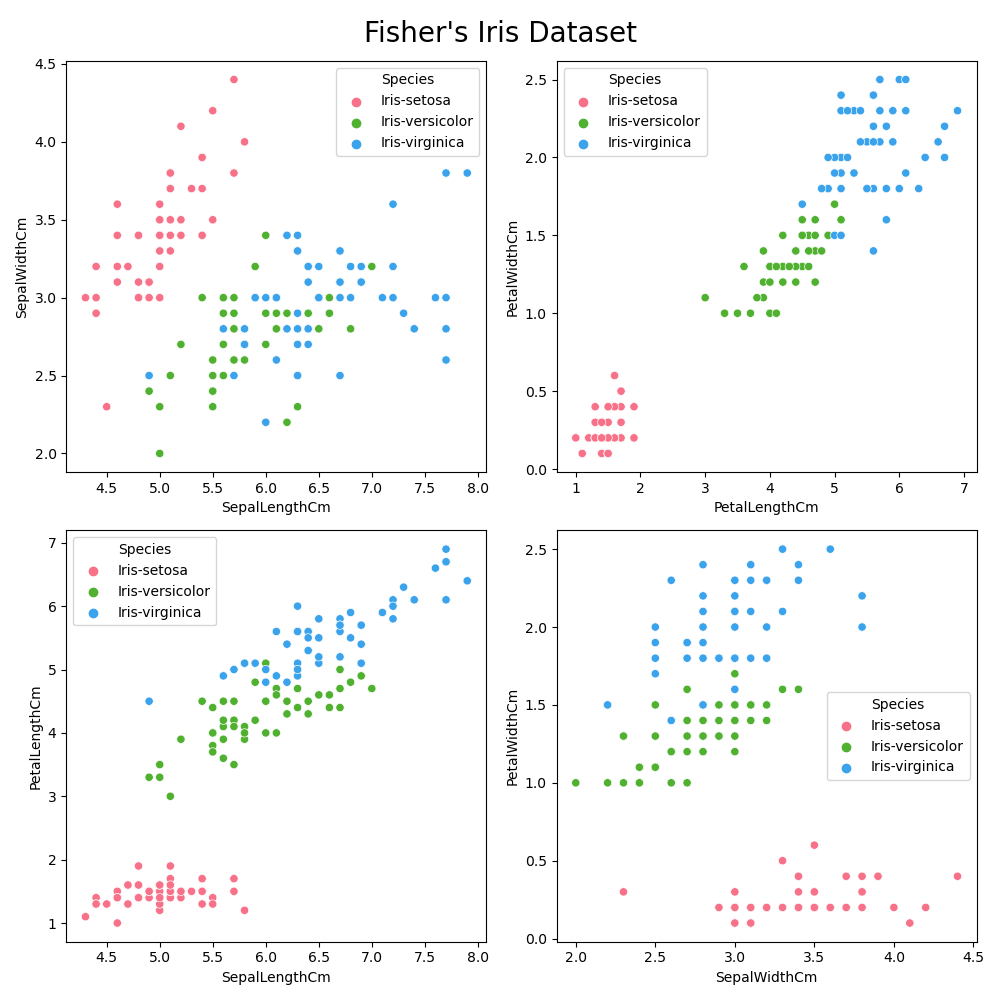 Fisher's Iris Dataset
4.5
4.0
3.5
3.0
2.5
2.0
SepalWidthCm
Species
Iris-setosa
Iris-versicolor
Iris-virginica
4.5 5.0 5.5 6.0 6.5 7.0 7.5 8.0
SepalLengthCm
2.5
2.0
1.5
1.0
0.5
0.0
PetalWidthCm
Species
Iris-setosa
Iris-versicolor
Iris-virginica
1 2 3 4 5 6 7
PetalLengthCm
7
6
5
4
3
2
1
PetalLengthCm
Species
Iris-setosa
Iris-versicolor
Iris-virginica
4.5 5.0 5.5 6.0 6.5 7.0 7.5 8.0
SepalLengthCm
2.5
2.0
1.5
1.0
0.5
0.0
PetalWidthCm
Species
Iris-setosa
Iris-versicolor
Iris-virginica
2.0 2.5 3.0 3.5 4.0 4.5
SepalWidthCm